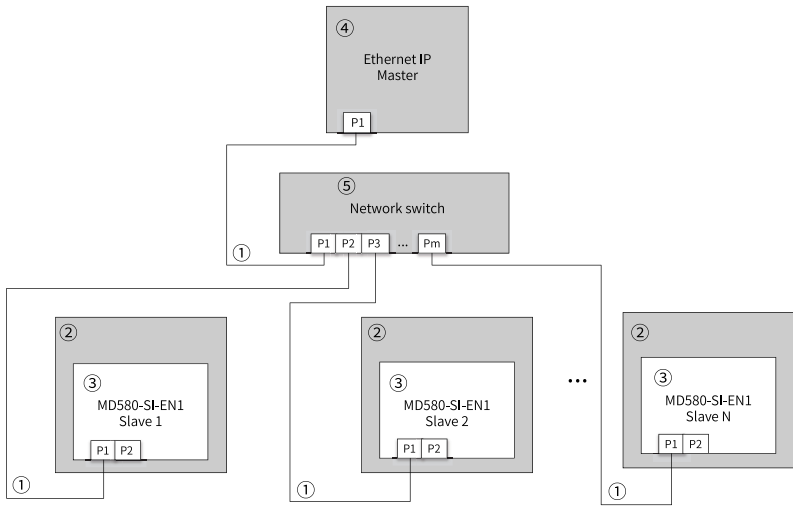 ④
Ethernet IP
Master
P1
⑤
Network switch
①
P1 P2 P3 ... Pm
② ② ②
③ ③ ... ③
MD580-SI-EN1 MD580-SI-EN1 MD580-SI-EN1
Slave 1 Slave 2 Slave N
P1 P2 P1 P2 P1 P2
① ① ①